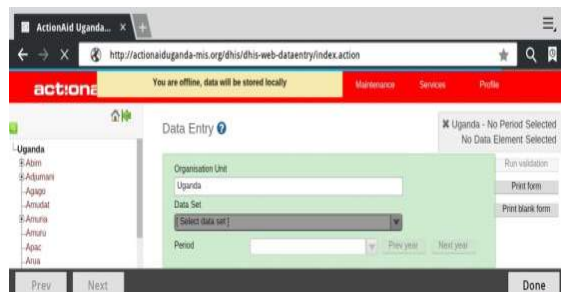 ActionAid Uganda...
http://actionaiduganda-mis.org/dhis/dhis-web-dataentry/index.action
act:ona
You are offline, data will be stored locally
Maintenance Services Profile
Data Entry
Uganda - No Period Selected
No Data Element Selected
Uganda
Abim
Adjumani
Agago
Amudat
Amuria
Amuru
Apac
Arua
Organisation Unit
Uganda
Data Set
[ Select data set ]
Period
Prev year Next year
Run validation
Print form
Print blank form
Prev Next Done